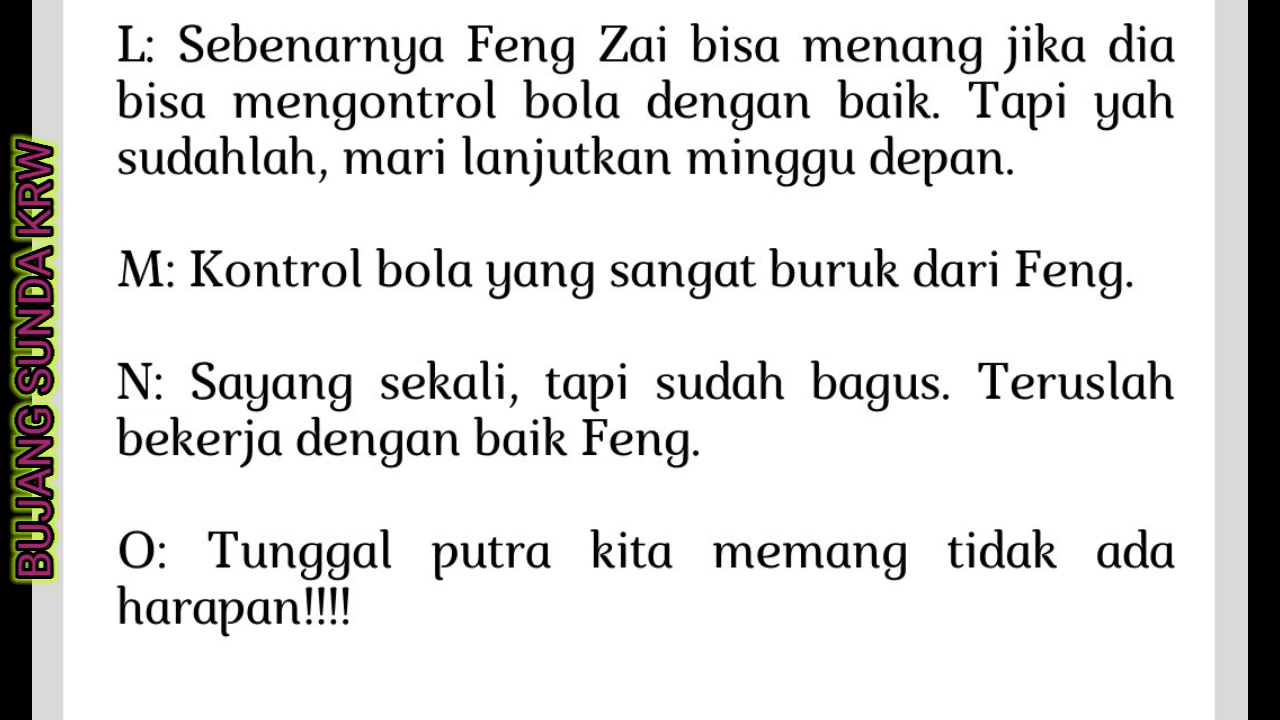 L: Sebenarnya Feng Zai bisa menang jika dia
bisa mengontrol bola dengan baik. Tapi yah
sudahlah, mari lanjutkan minggu depan.
M: Kontrol bola yang sangat buruk dari Feng.
N: Sayang sekali, tapi sudah bagus. Teruslah
bekerja dengan baik Feng.
O: Tunggal putra kita memang tidak ada
harapan!!!!
BUJANG SUNDA KRW